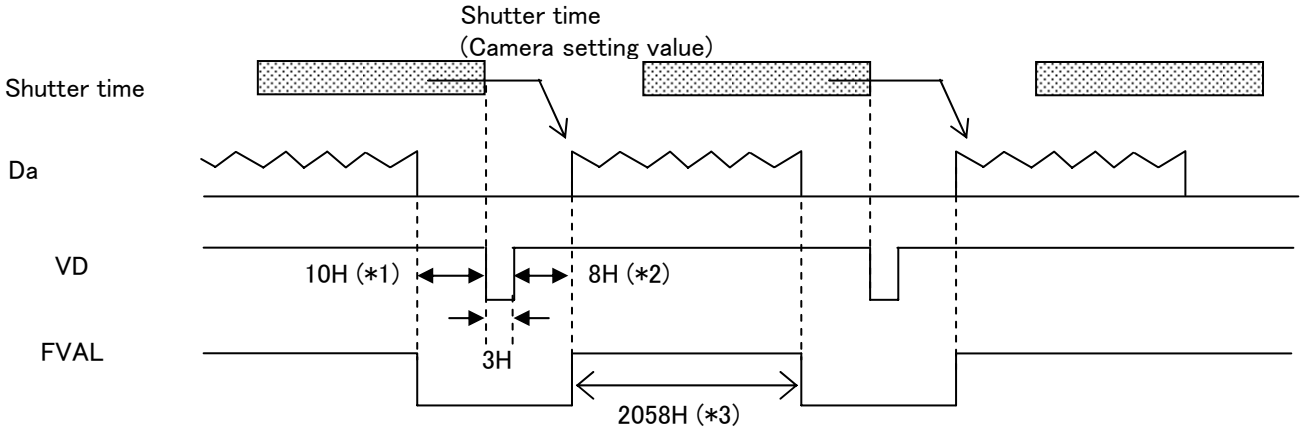 Shutter time
(Camera setting value)
Shutter time
Da
VD
10H (*1)
8H (*2)
FVAL
3H
2058H (*3)